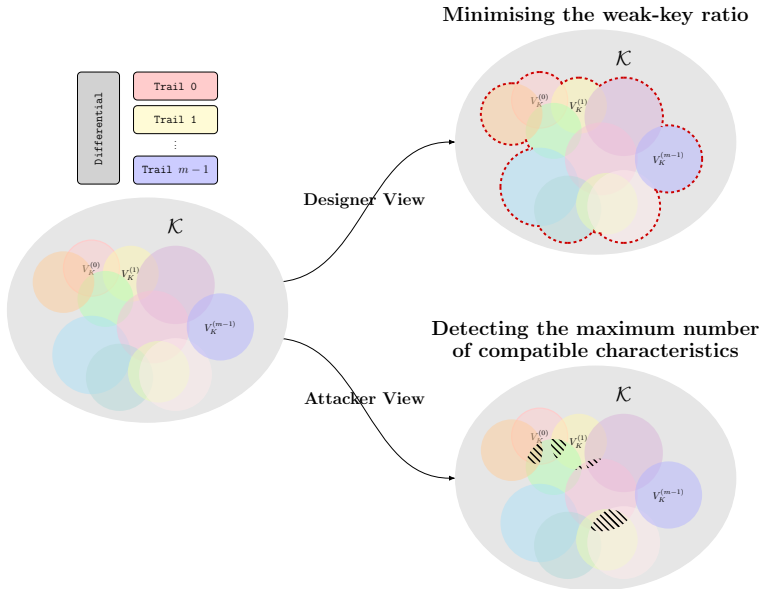 Minimising the weak-key ratio
𝒦
V_K^{(0)}
V_K^{(1)}
V_K^{(m−1)}
Differential
Trail 0
Trail 1
⋮
Trail m − 1
Designer View
𝒦
V_K^{(0)}
V_K^{(1)}
V_K^{(m−1)}
Attacker View
Detecting the maximum number
of compatible characteristics
𝒦
V_K^{(0)}
V_K^{(1)}
V_K^{(m−1)}